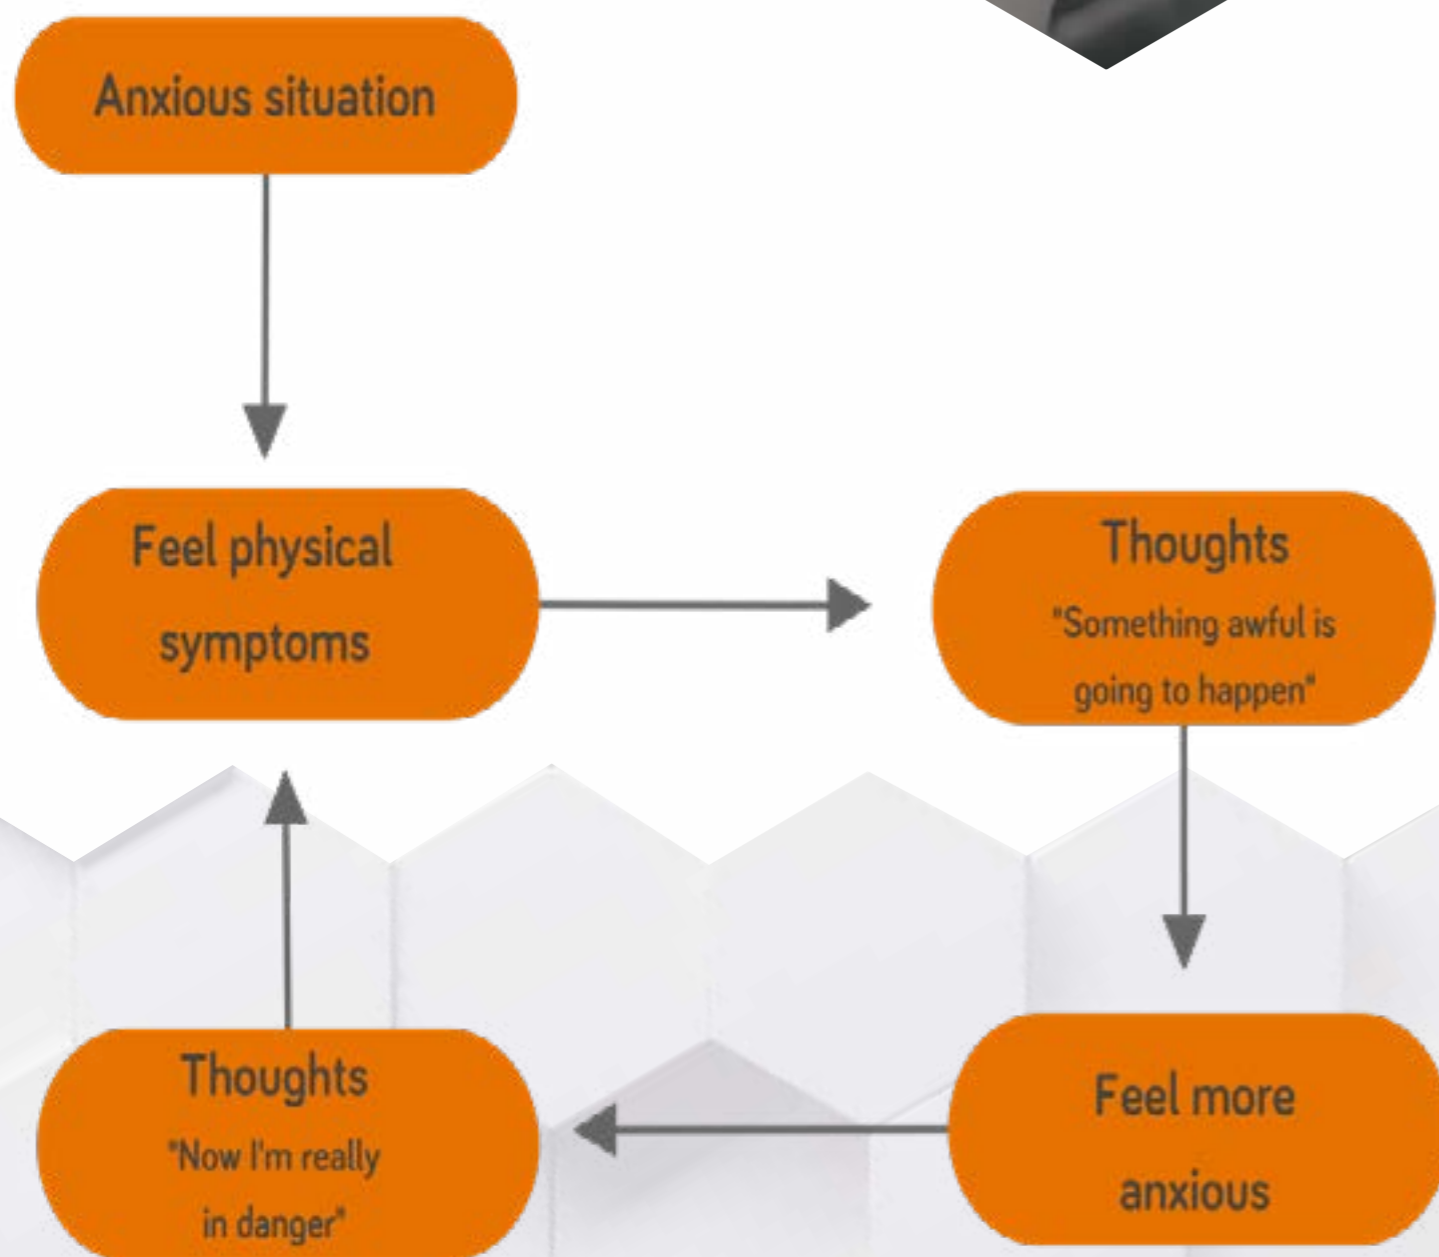 Anxious situation
Feel physical
symptoms
Thoughts
"Something awful is
going to happen"
Feel more
anxious
Thoughts
"Now I'm really
in danger"